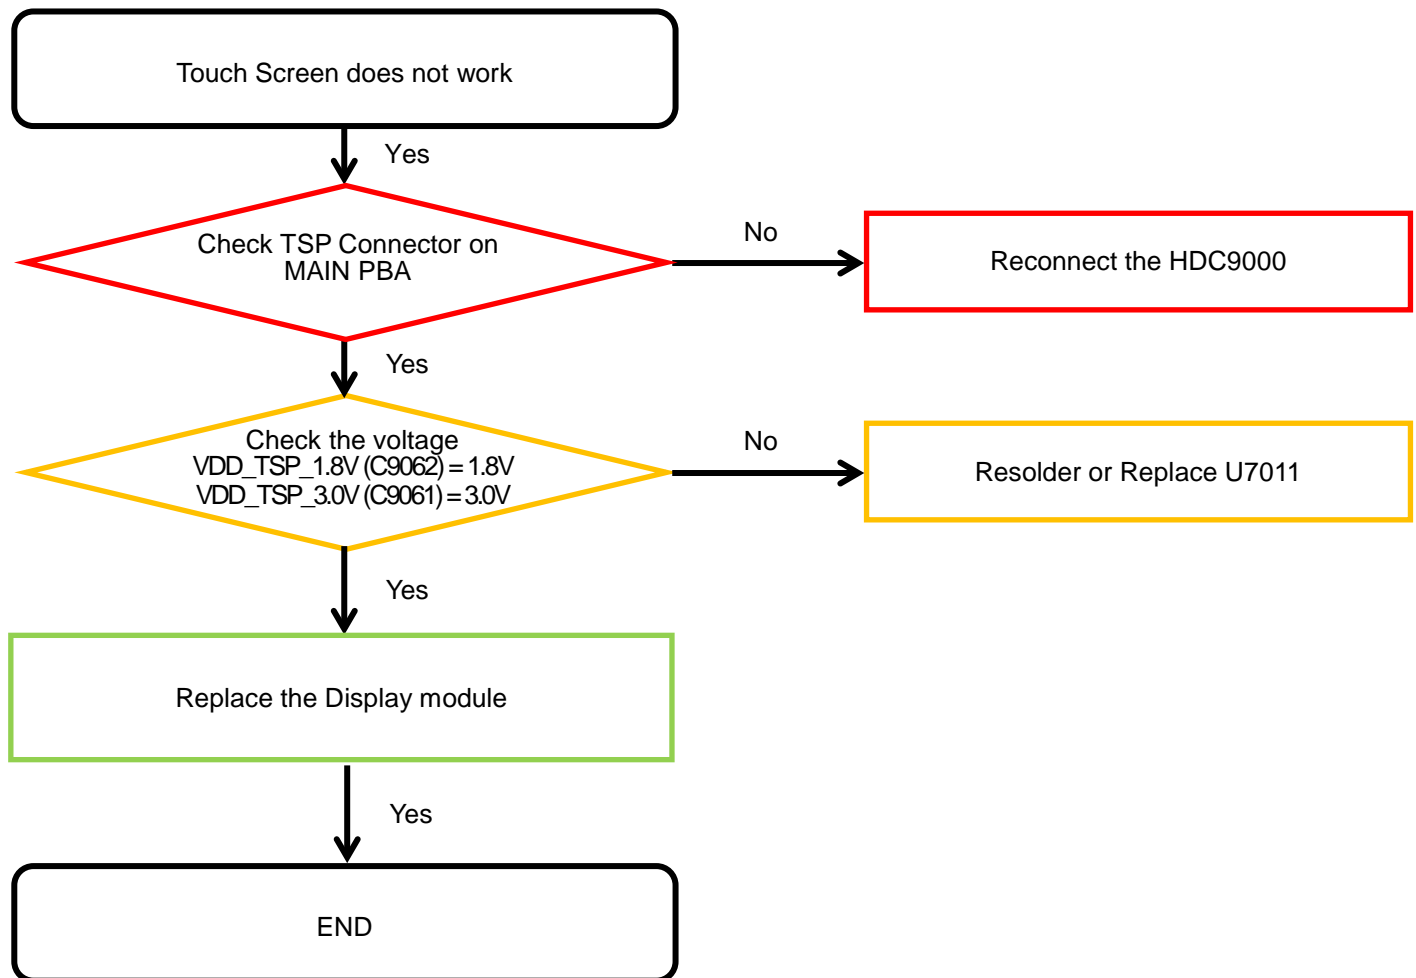 Touch Screen does not work
Yes
Check TSP Connector on
MAIN PBA
No
Reconnect the HDC9000
Yes
Check the voltage
VDD_TSP_1.8V (C9062) = 1.8V
VDD_TSP_3.0V (C9061) = 3.0V
No
Resolder or Replace U7011
Yes
Replace the Display module
Yes
END